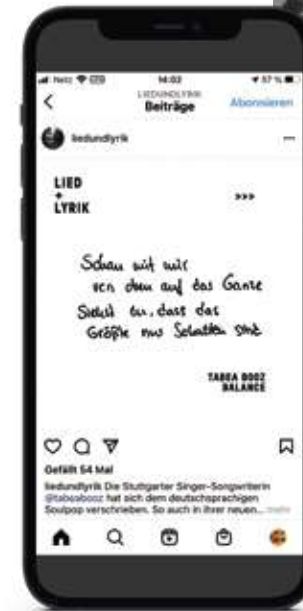 14:03
57 %
LIEDUNDLYRIK
Beiträge
Abonnieren
liedundlyrik
LIED
+
LYRIK
>>>
Schau mit mir
von oben auf das Ganze
Siehst du, dass das
Größte nur Schatten sind
TABEA BOOZ
BALANCE
Gefällt 54 Mal
liedundlyrik Die Stuttgarter Singer-Songwriterin
@tabeabooz hat sich dem deutschsprachigen
Soulpop verschrieben. So auch in ihrer neuen... mehr